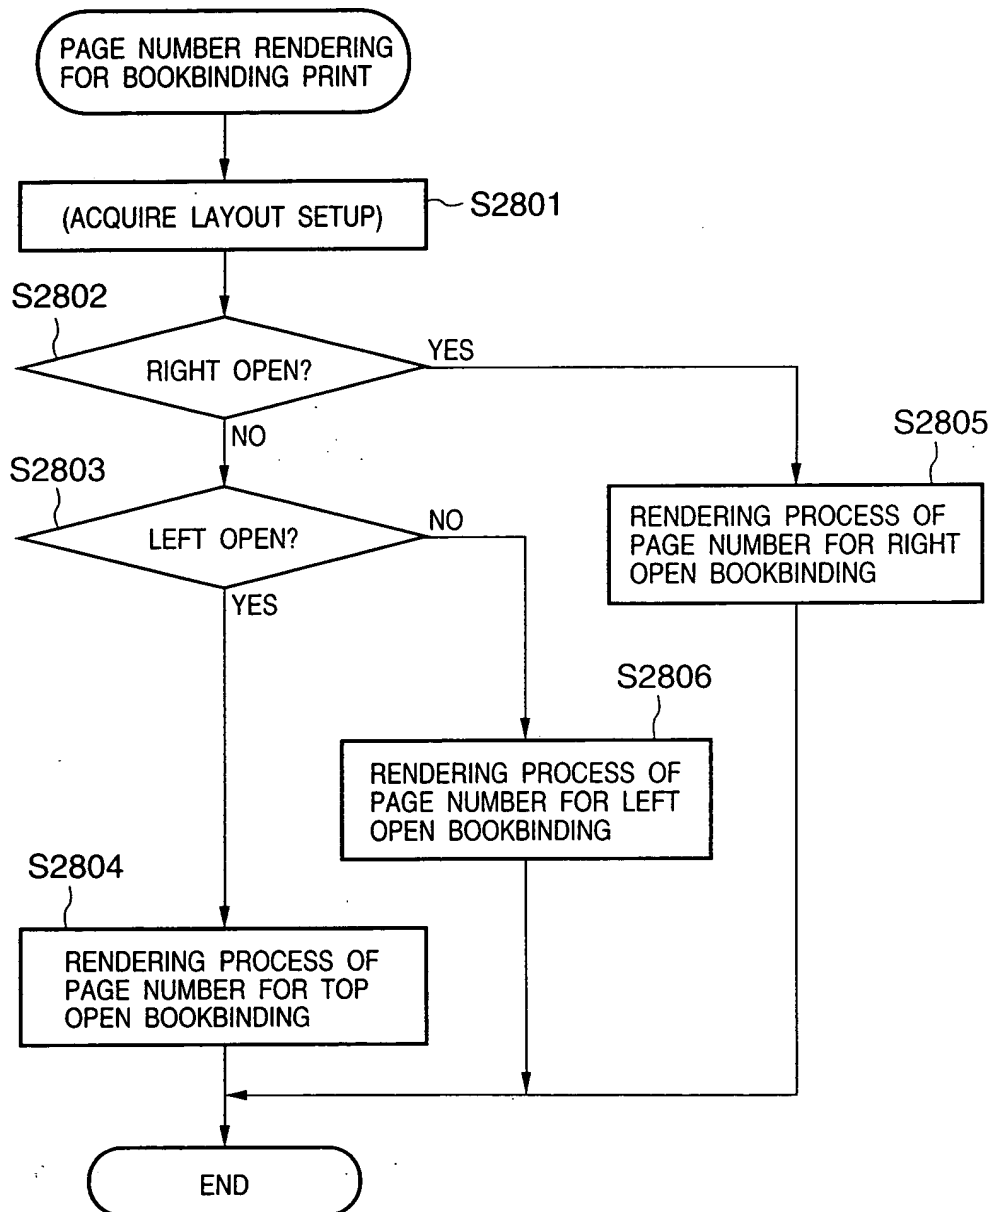 PAGE NUMBER RENDERING
FOR BOOKBINDING PRINT
(ACQUIRE LAYOUT SETUP)
S2801
S2802
RIGHT OPEN?
YES
NO
S2803
LEFT OPEN?
NO
YES
S2805
RENDERING PROCESS OF
PAGE NUMBER FOR RIGHT
OPEN BOOKBINDING
S2806
RENDERING PROCESS OF
PAGE NUMBER FOR LEFT
OPEN BOOKBINDING
S2804
RENDERING PROCESS OF
PAGE NUMBER FOR TOP
OPEN BOOKBINDING
END